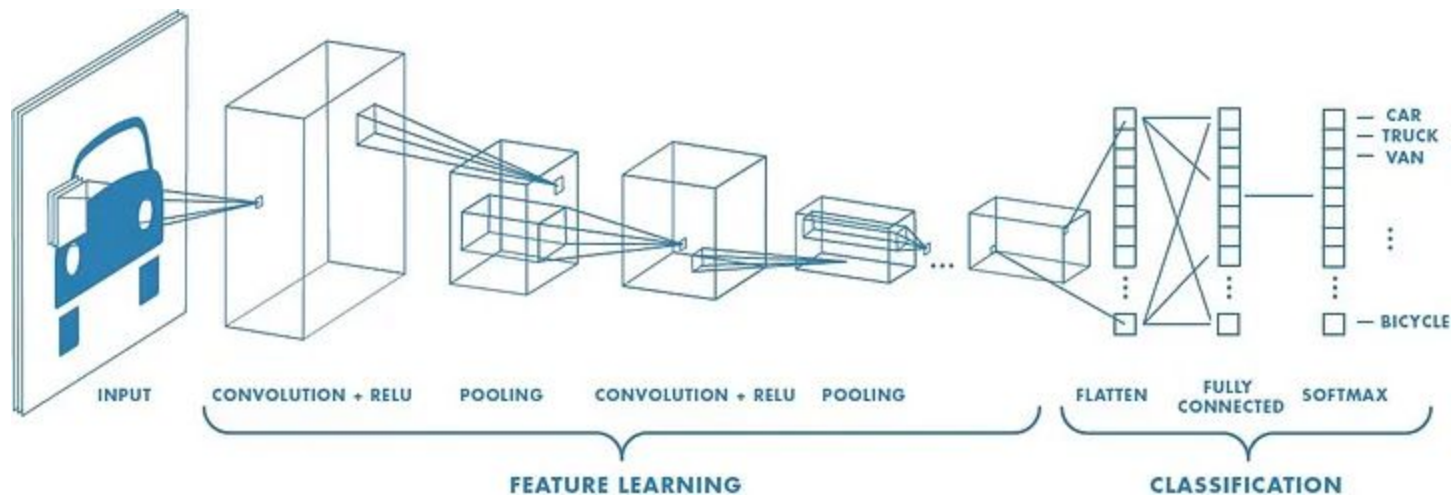 CAR
TRUCK
VAN
BICYCLE
INPUT
CONVOLUTION + RELU
POOLING
CONVOLUTION + RELU
POOLING
FLATTEN
FULLY
CONNECTED
SOFTMAX
FEATURE LEARNING
CLASSIFICATION